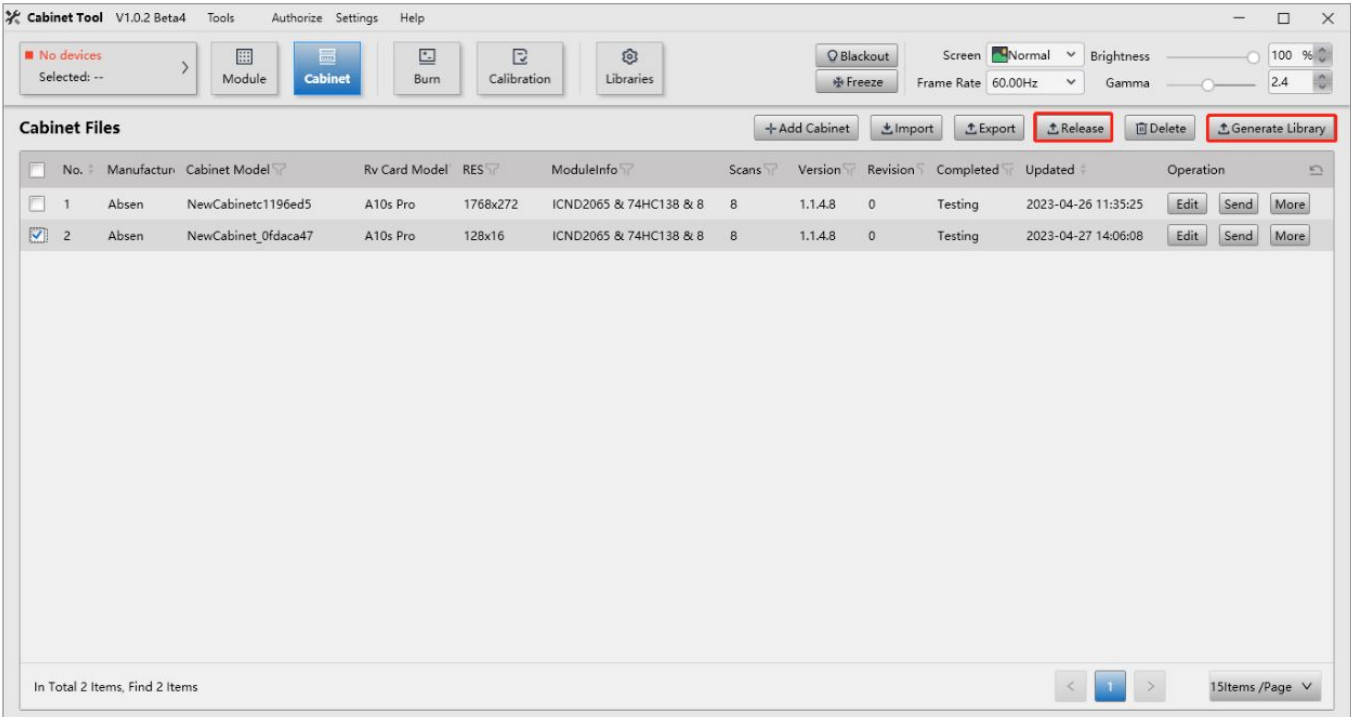 Cabinet Tool V1.0.2 Beta4 Tools Authorize Settings Help
No devices
Selected: --
Module
Cabinet
Burn
Calibration
Libraries
Blackout
Freeze
Screen Normal
Frame Rate 60.00Hz
Brightness 100 %
Gamma 2.4
Cabinet Files
Add Cabinet Import Export Release Delete Generate Library
No. Manufactur Cabinet Model Rv Card Model RES ModuleInfo Scans Version Revision Completed Updated Operation
1 Absen NewCabinetc1196ed5 A10s Pro 1768x272 ICND2065 & 74HC138 & 8 8 1.1.4.8 0 Testing 2023-04-26 11:35:25 Edit Send More
2 Absen NewCabinet_0fdaca47 A10s Pro 128x16 ICND2065 & 74HC138 & 8 8 1.1.4.8 0 Testing 2023-04-27 14:06:08 Edit Send More
In Total 2 Items, Find 2 Items
< 1 >
15Items /Page